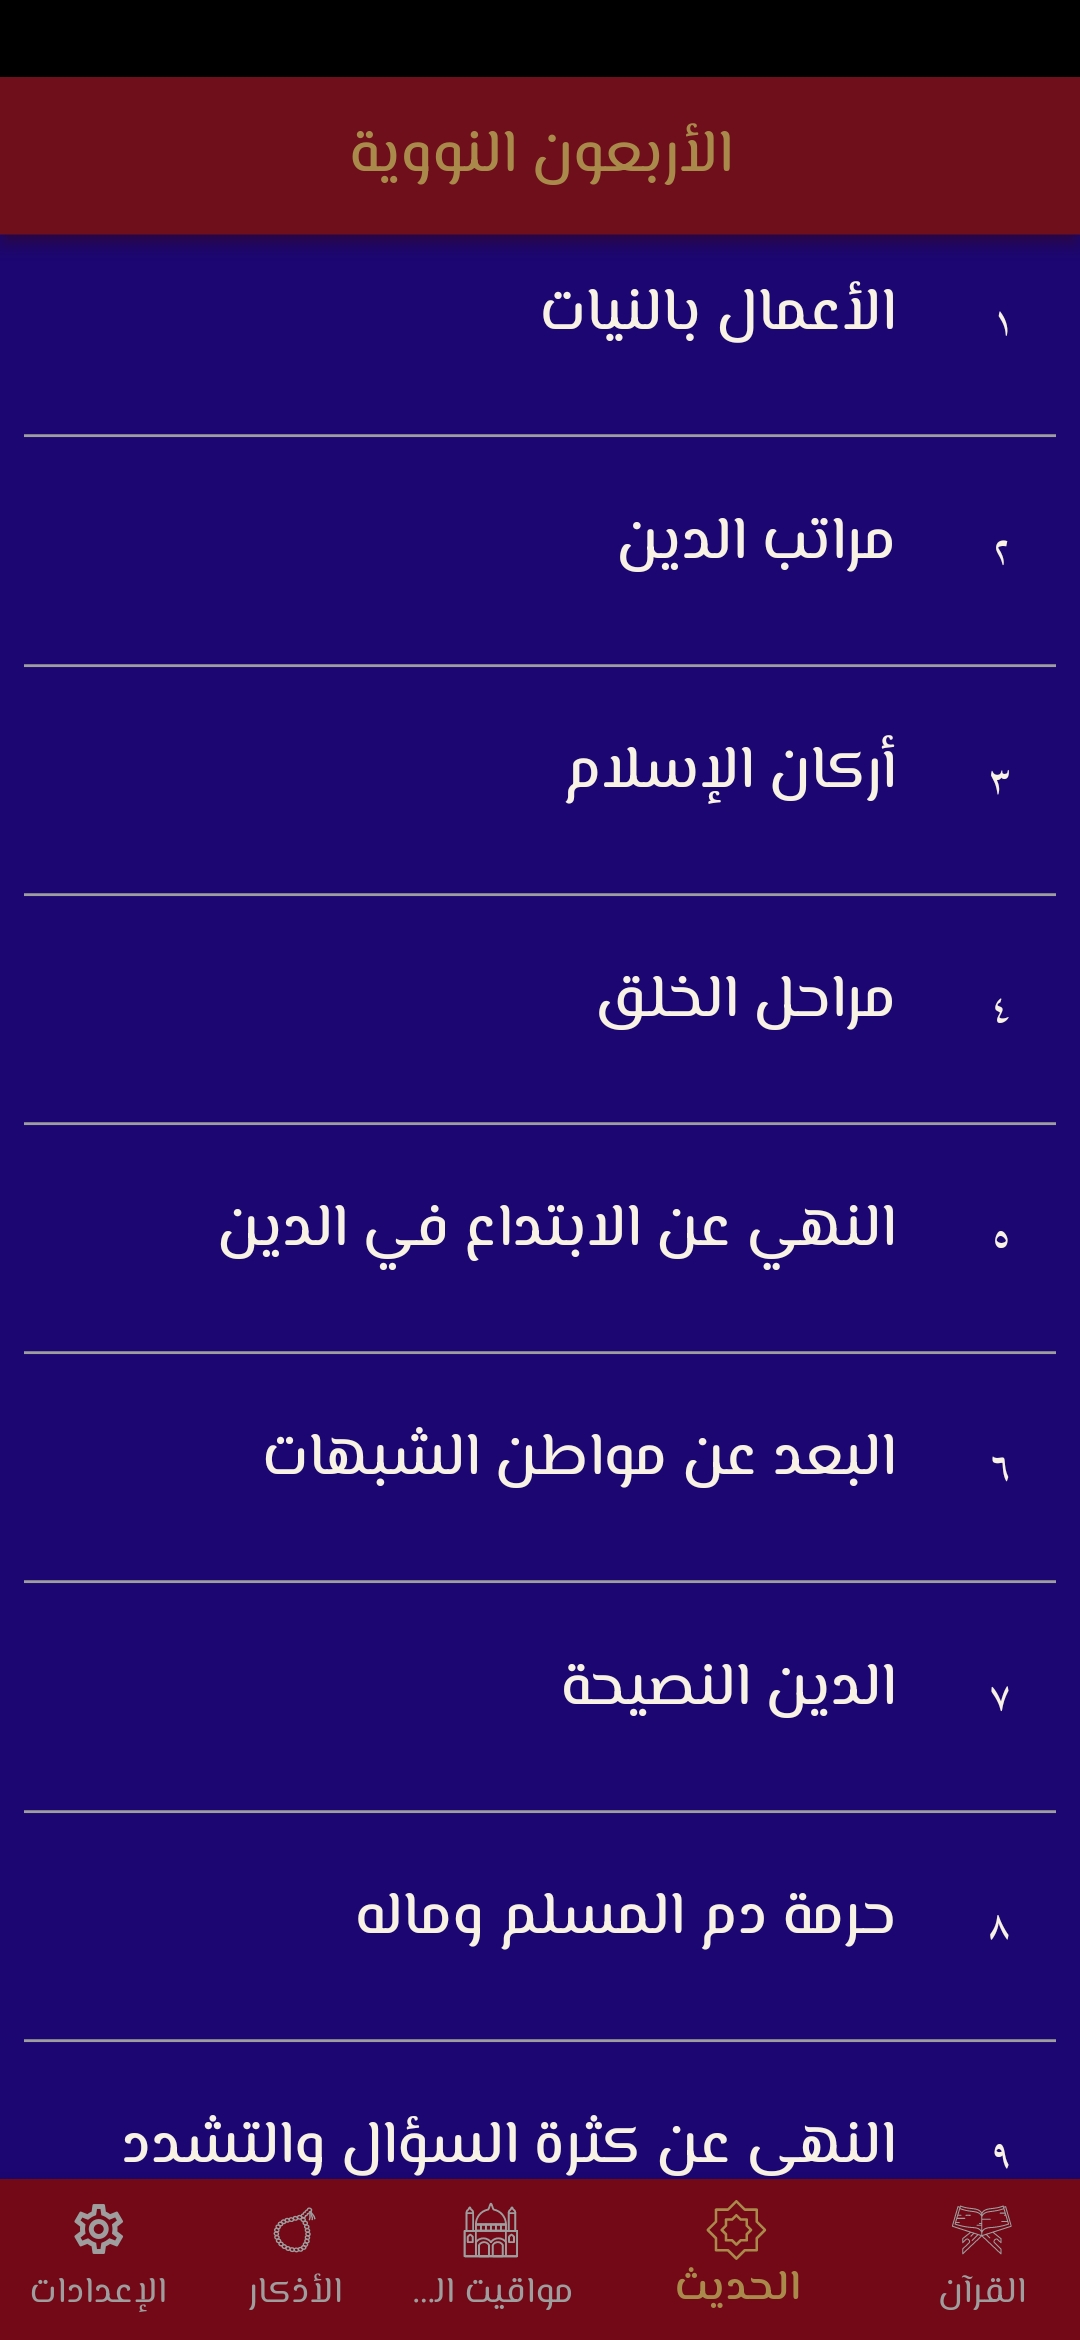 الأربعون النووية
١ الأعمال بالنيات
٢ مراتب الدين
٣ أركان الإسلام
٤ مراحل الخلق
٥ النهي عن الابتداع في الدين
٦ البعد عن مواطن الشبهات
٧ الدين النصيحة
٨ حرمة دم المسلم وماله
٩ النهي عن كثرة السؤال والتشدد
القرآن الحديث مواقيت ال... الأذكار الإعدادات